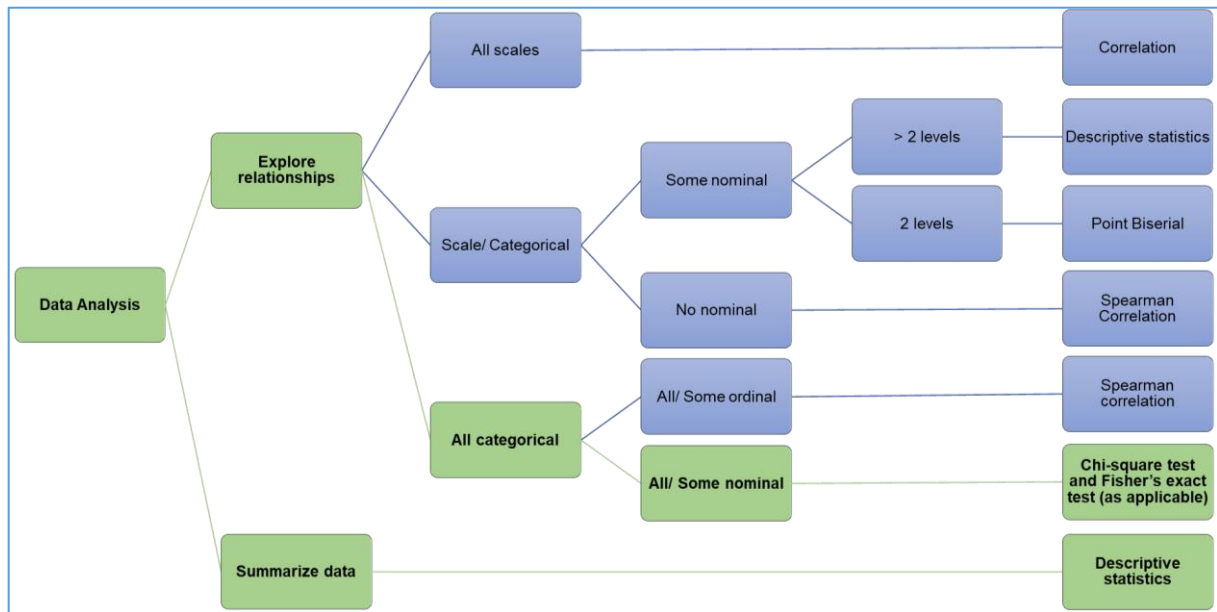 All scales
Correlation
> 2 levels
Descriptive statistics
Explore
relationships
Some nominal
2 levels
Point Biserial
Scale/ Categorical
Data Analysis
No nominal
Spearman
Correlation
All/ Some ordinal
Spearman
correlation
All categorical
All/ Some nominal
Chi-square test
and Fisher’s exact
test (as applicable)
Summarize data
Descriptive
statistics